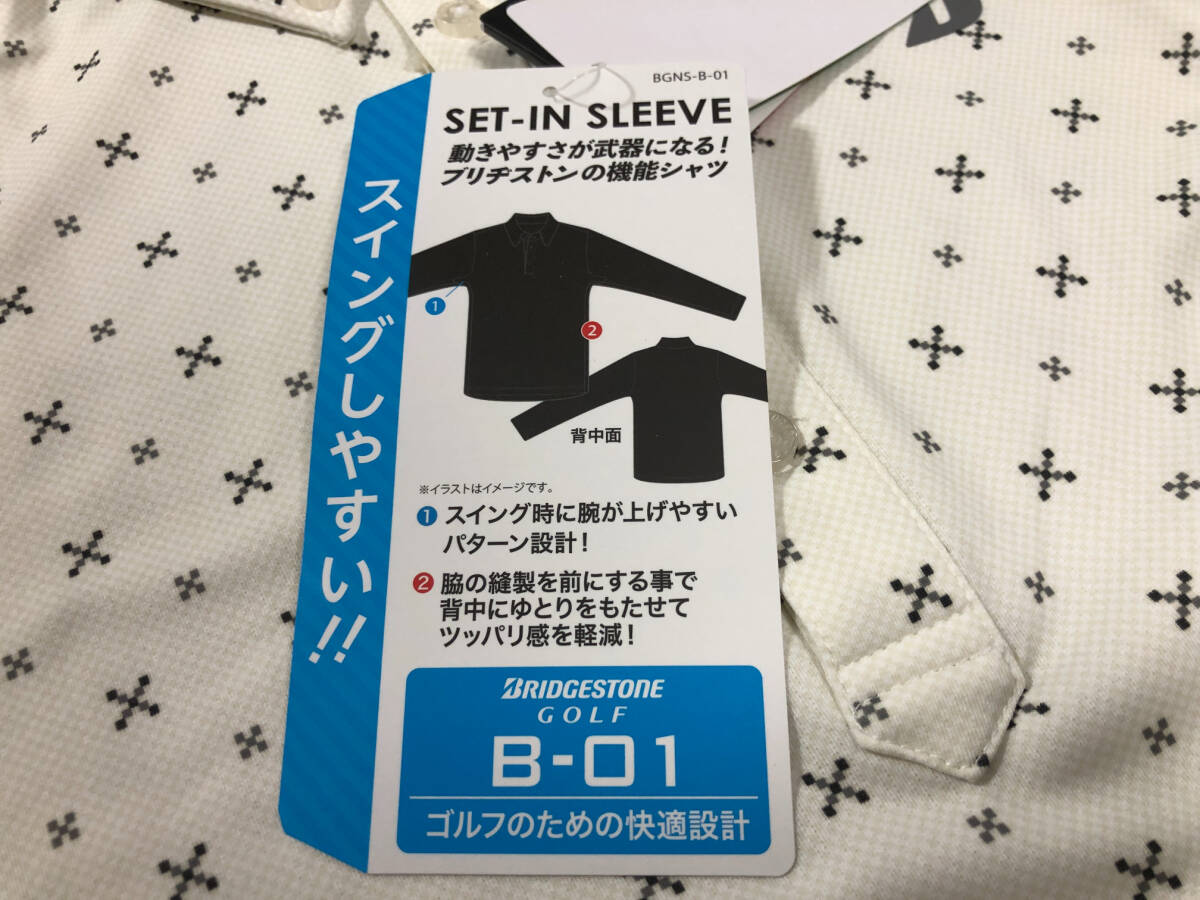 BGNS-B-01
SET-IN SLEEVE
動きやすさが武器になる!
ブリヂストンの機能シャツ
スイングしやすい!!
1
2
背中面
※イラストはイメージです。
1 スイング時に腕が上げやすい
パターン設計!
2 脇の縫製を前にする事で
背中にゆとりをもたせて
ツッパリ感を軽減!
BRIDGESTONE
GOLF
B-01
ゴルフのための快適設計